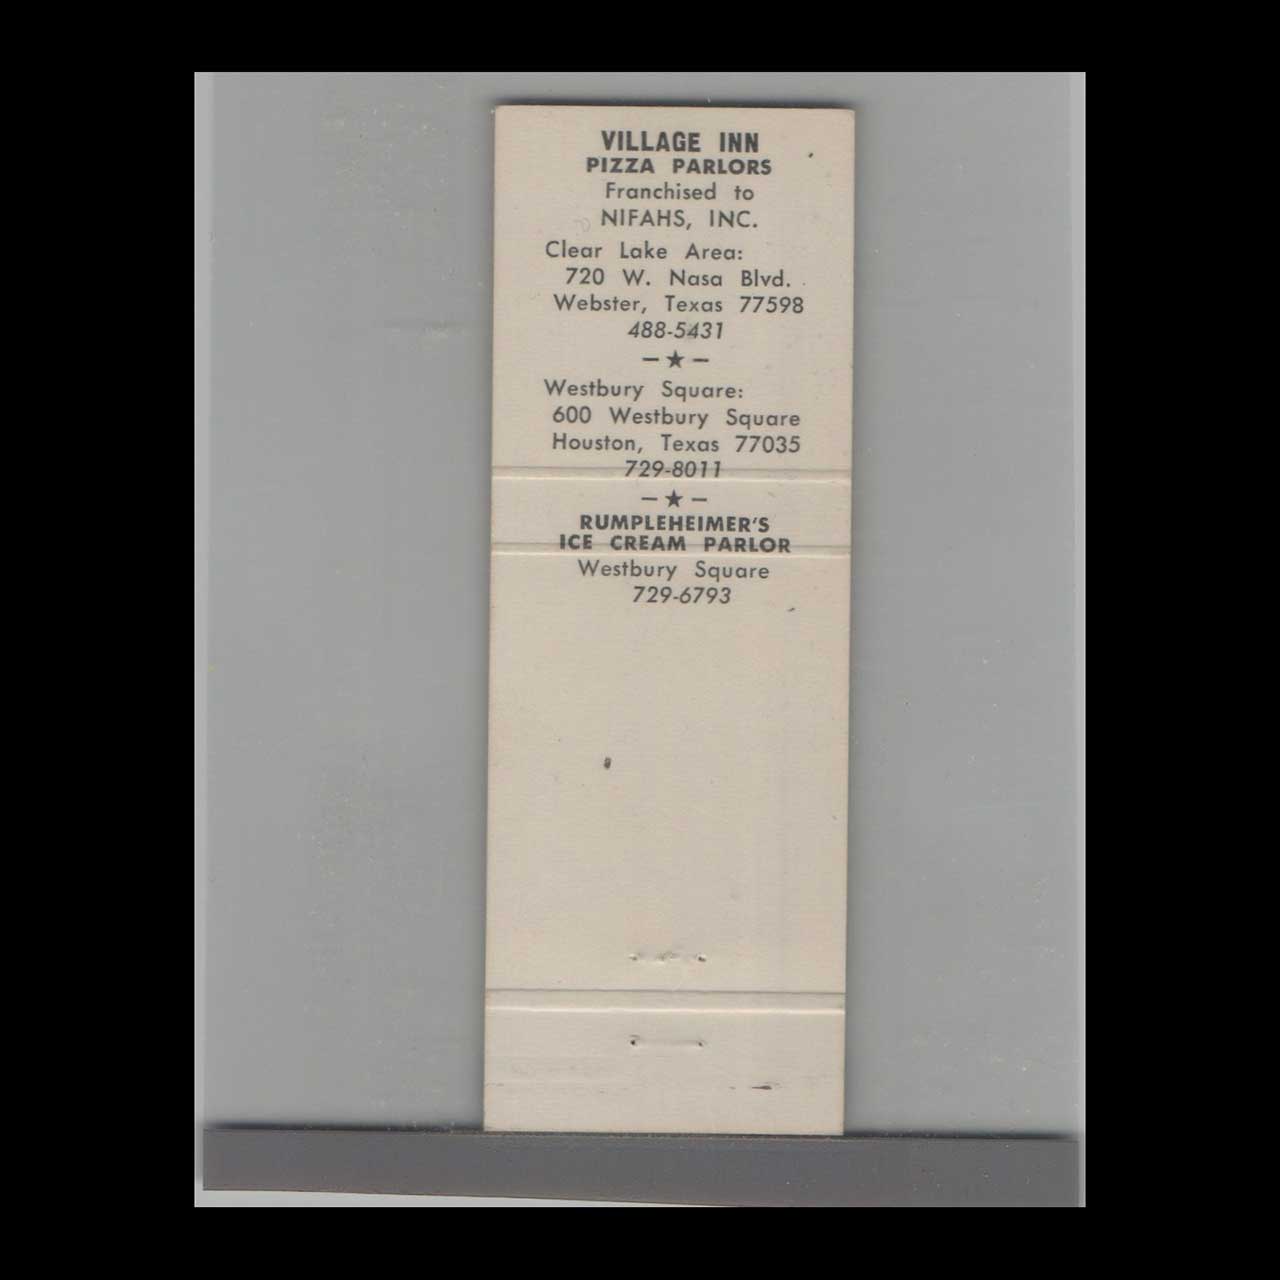 VILLAGE INN
PIZZA PARLORS
Franchised to
NIFAHS, INC.
Clear Lake Area:
720 W. Nasa Blvd.
Webster, Texas 77598
488-5431
–★–
Westbury Square:
600 Westbury Square
Houston, Texas 77035
729-8011
–★–
RUMPLEHEIMER'S
ICE CREAM PARLOR
Westbury Square
729-6793